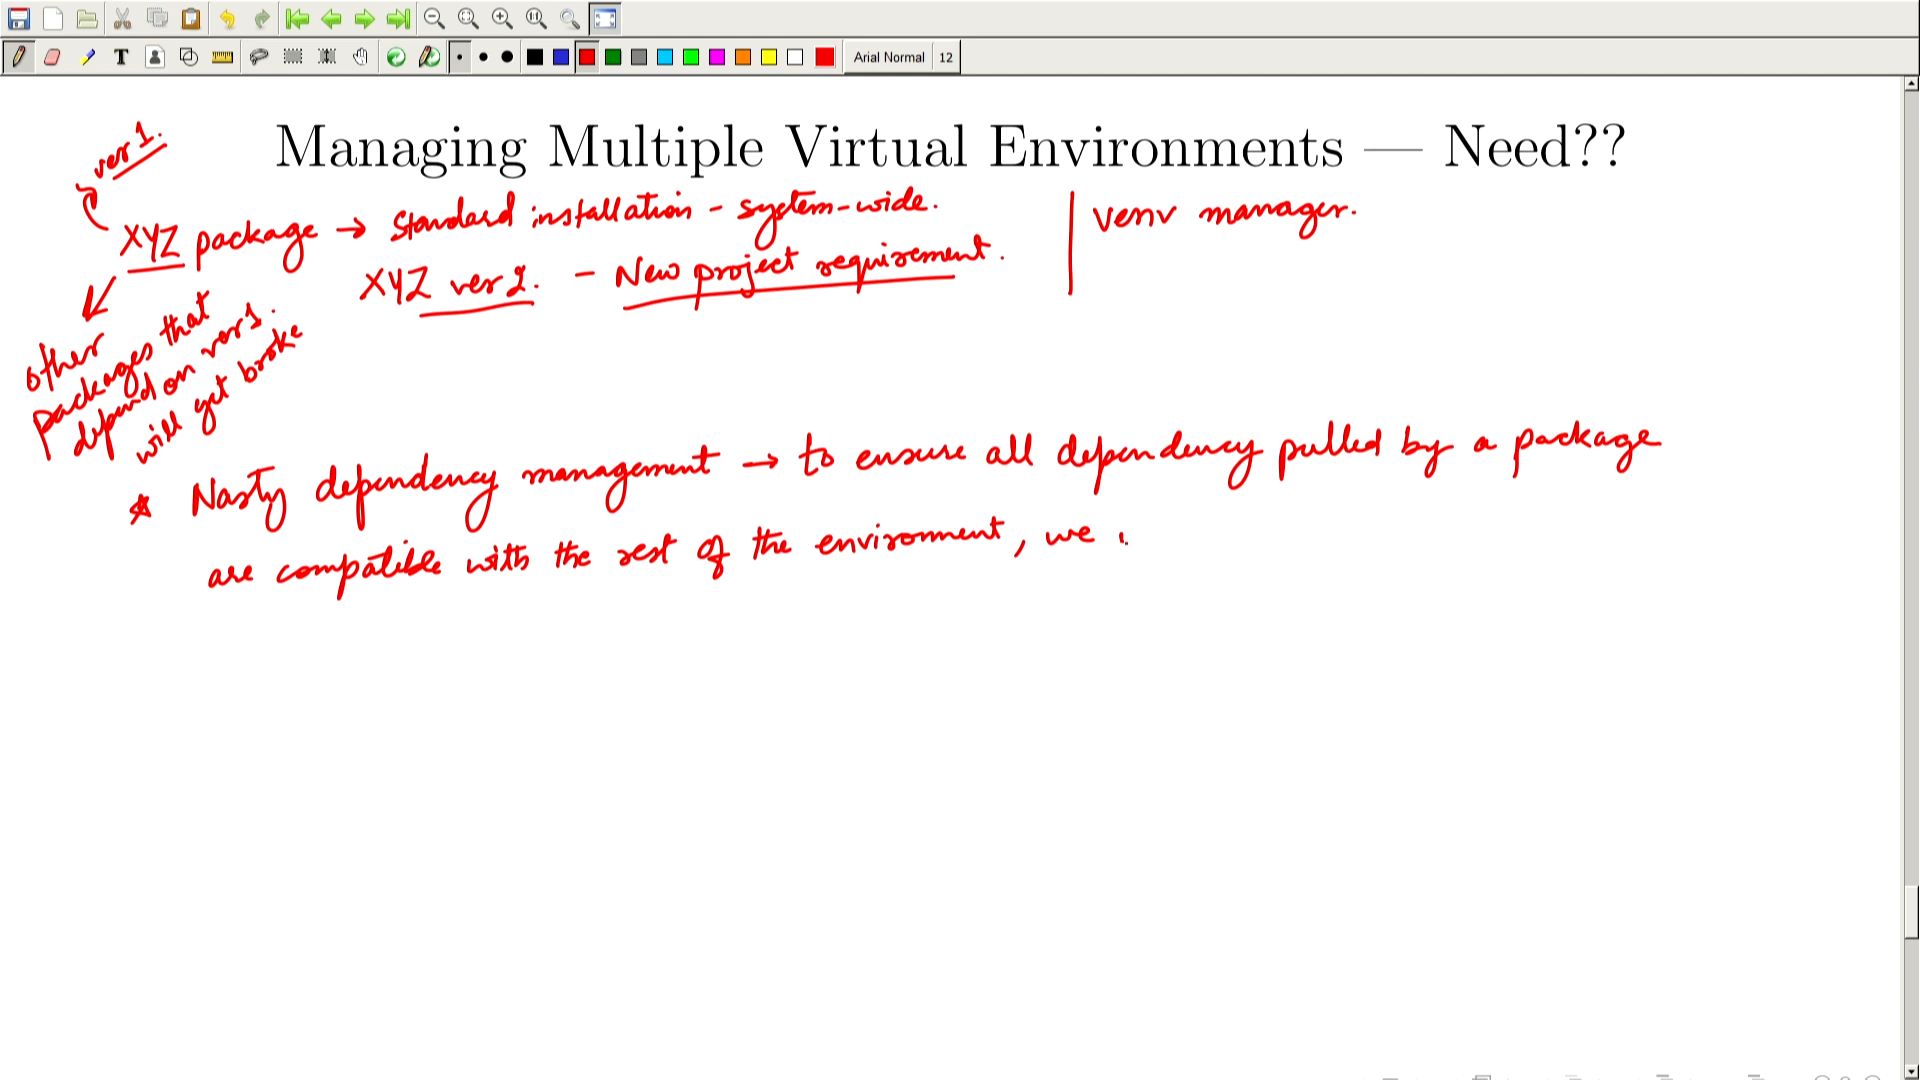 Arial Normal 12
Managing Multiple Virtual Environments — Need??
ver 1.
XYZ package → Standard installation - system-wide.
XYZ ver 2. - New project requirement.
venv manager.
other
packages that
depend on ver 1.
will get broke
* Nasty dependency management → to ensure all dependency pulled by a package
are compatible with the rest of the environment, we